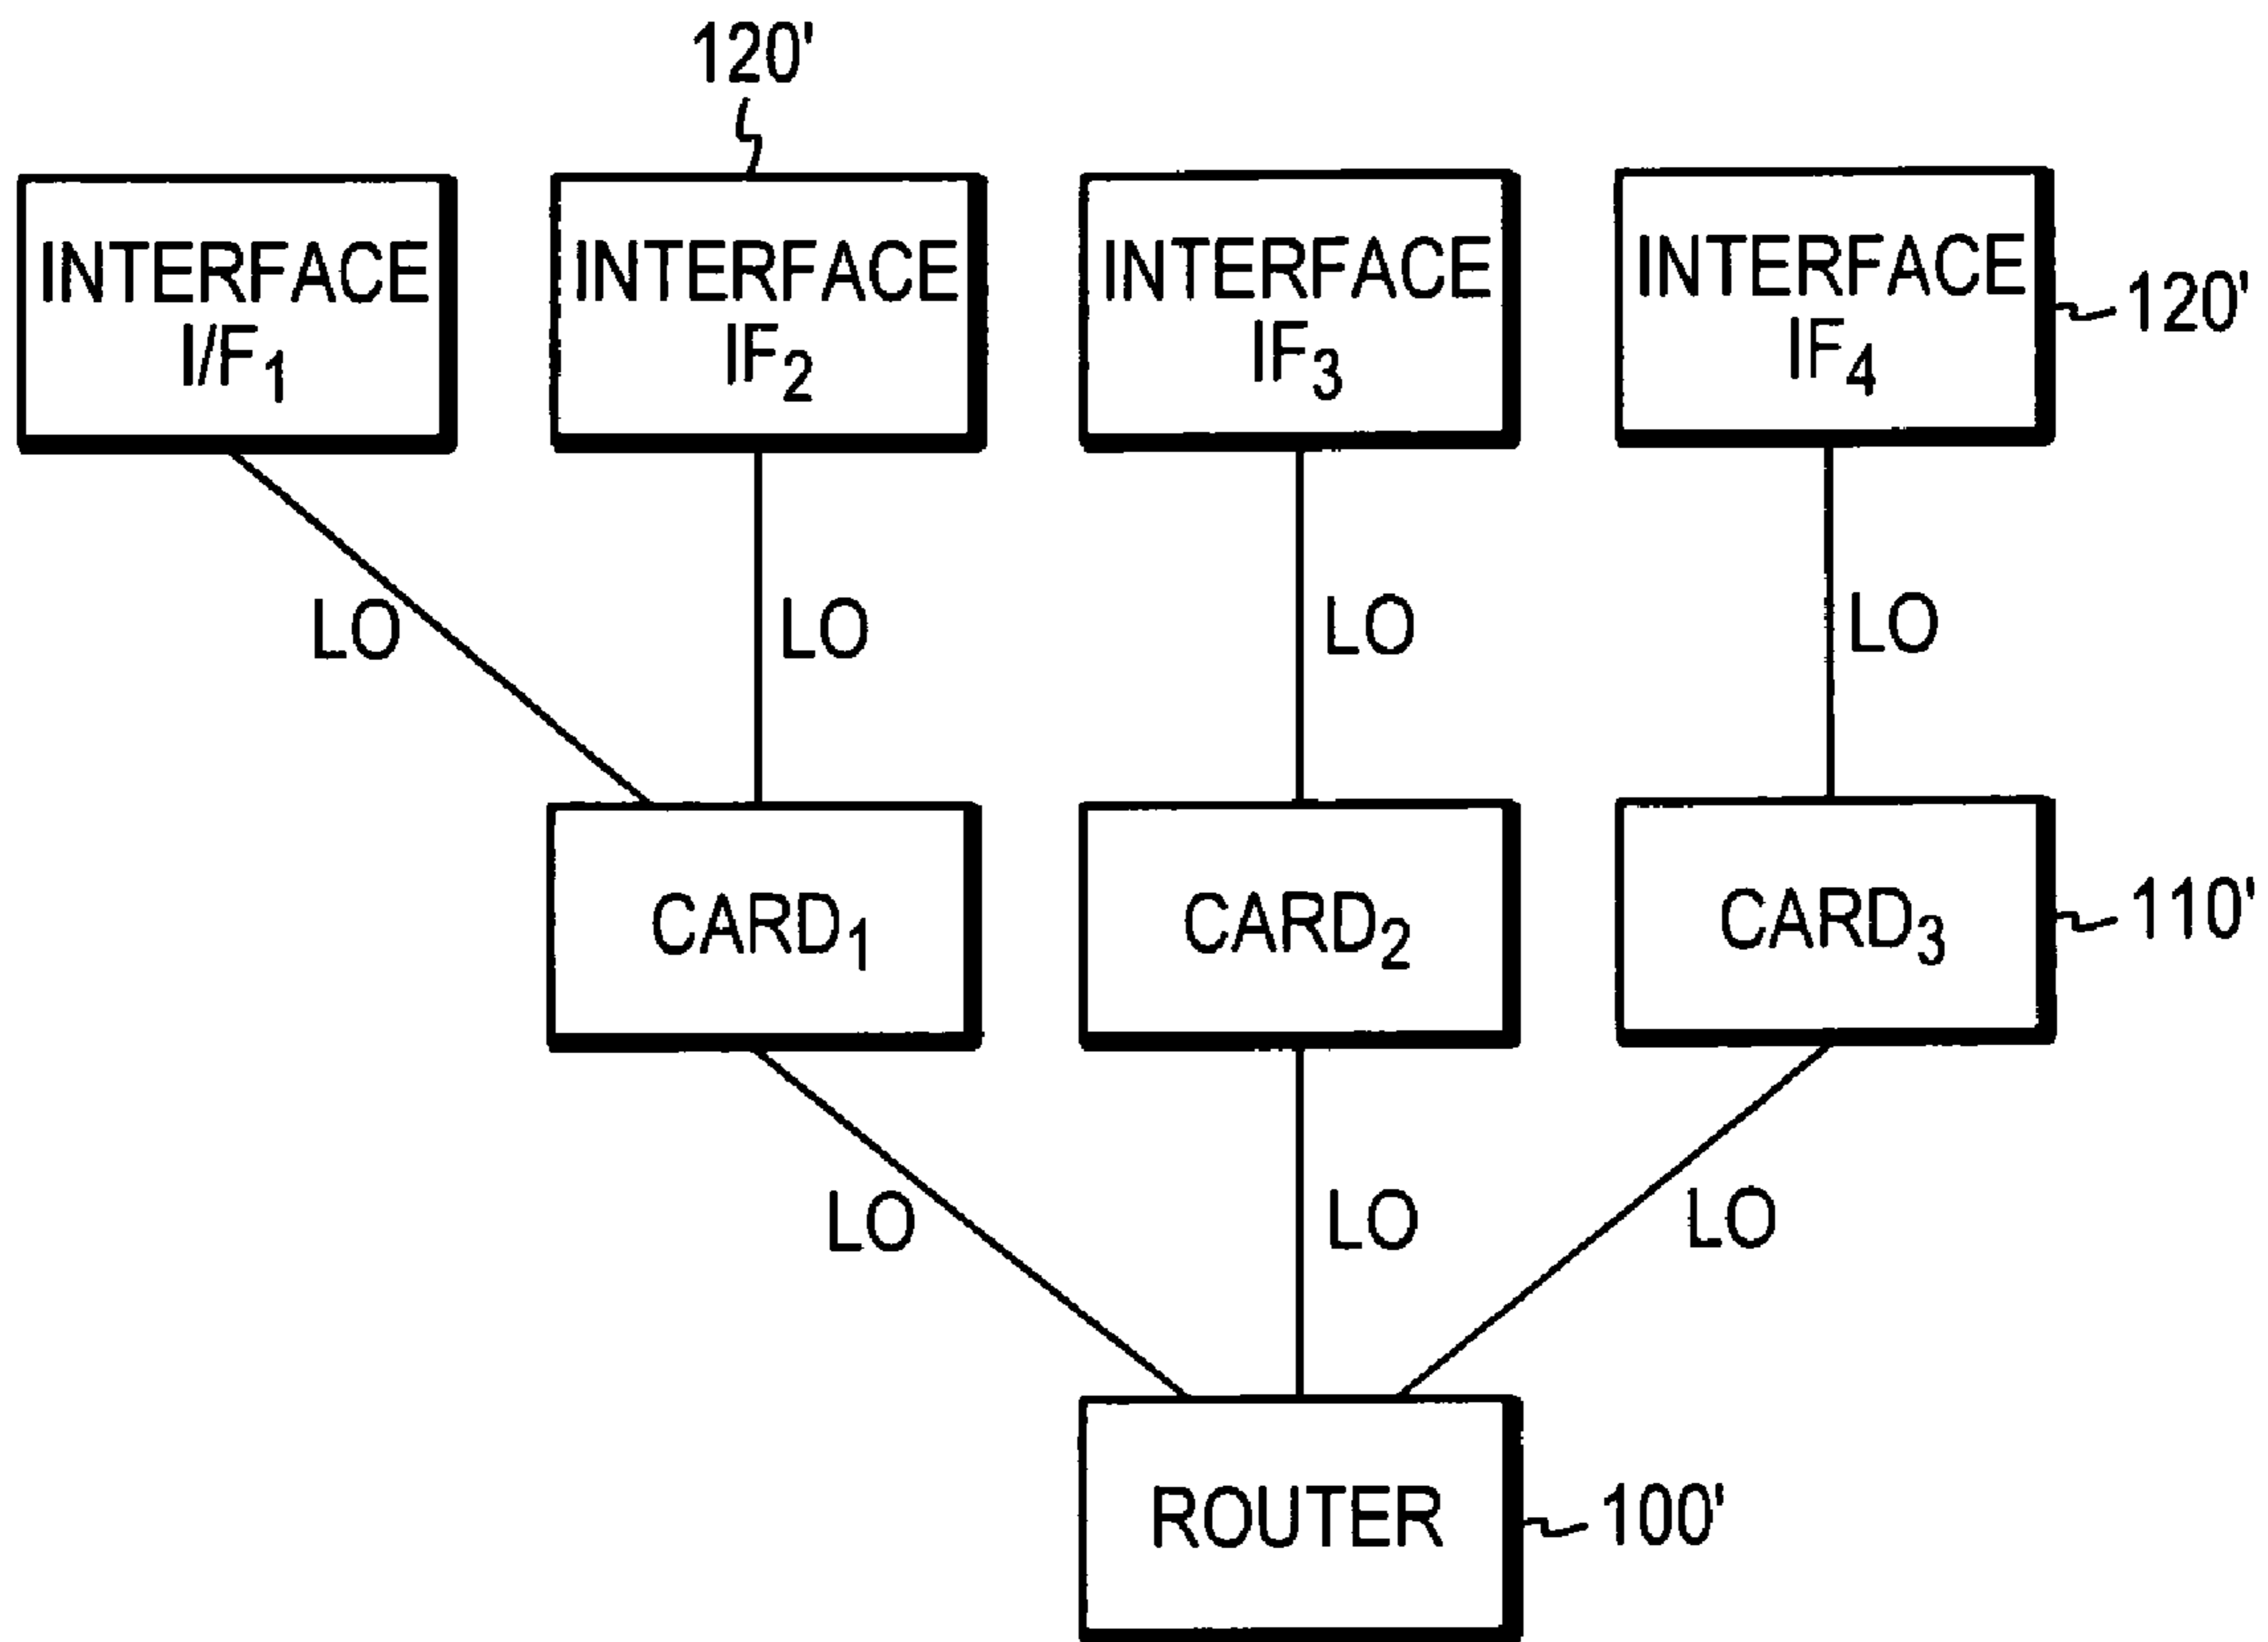 120'
INTERFACE
I/F₁
INTERFACE
IF₂
INTERFACE
IF₃
INTERFACE
IF₄
120'
LO
LO
LO
LO
CARD₁
CARD₂
CARD₃
110'
LO
LO
LO
ROUTER
100'